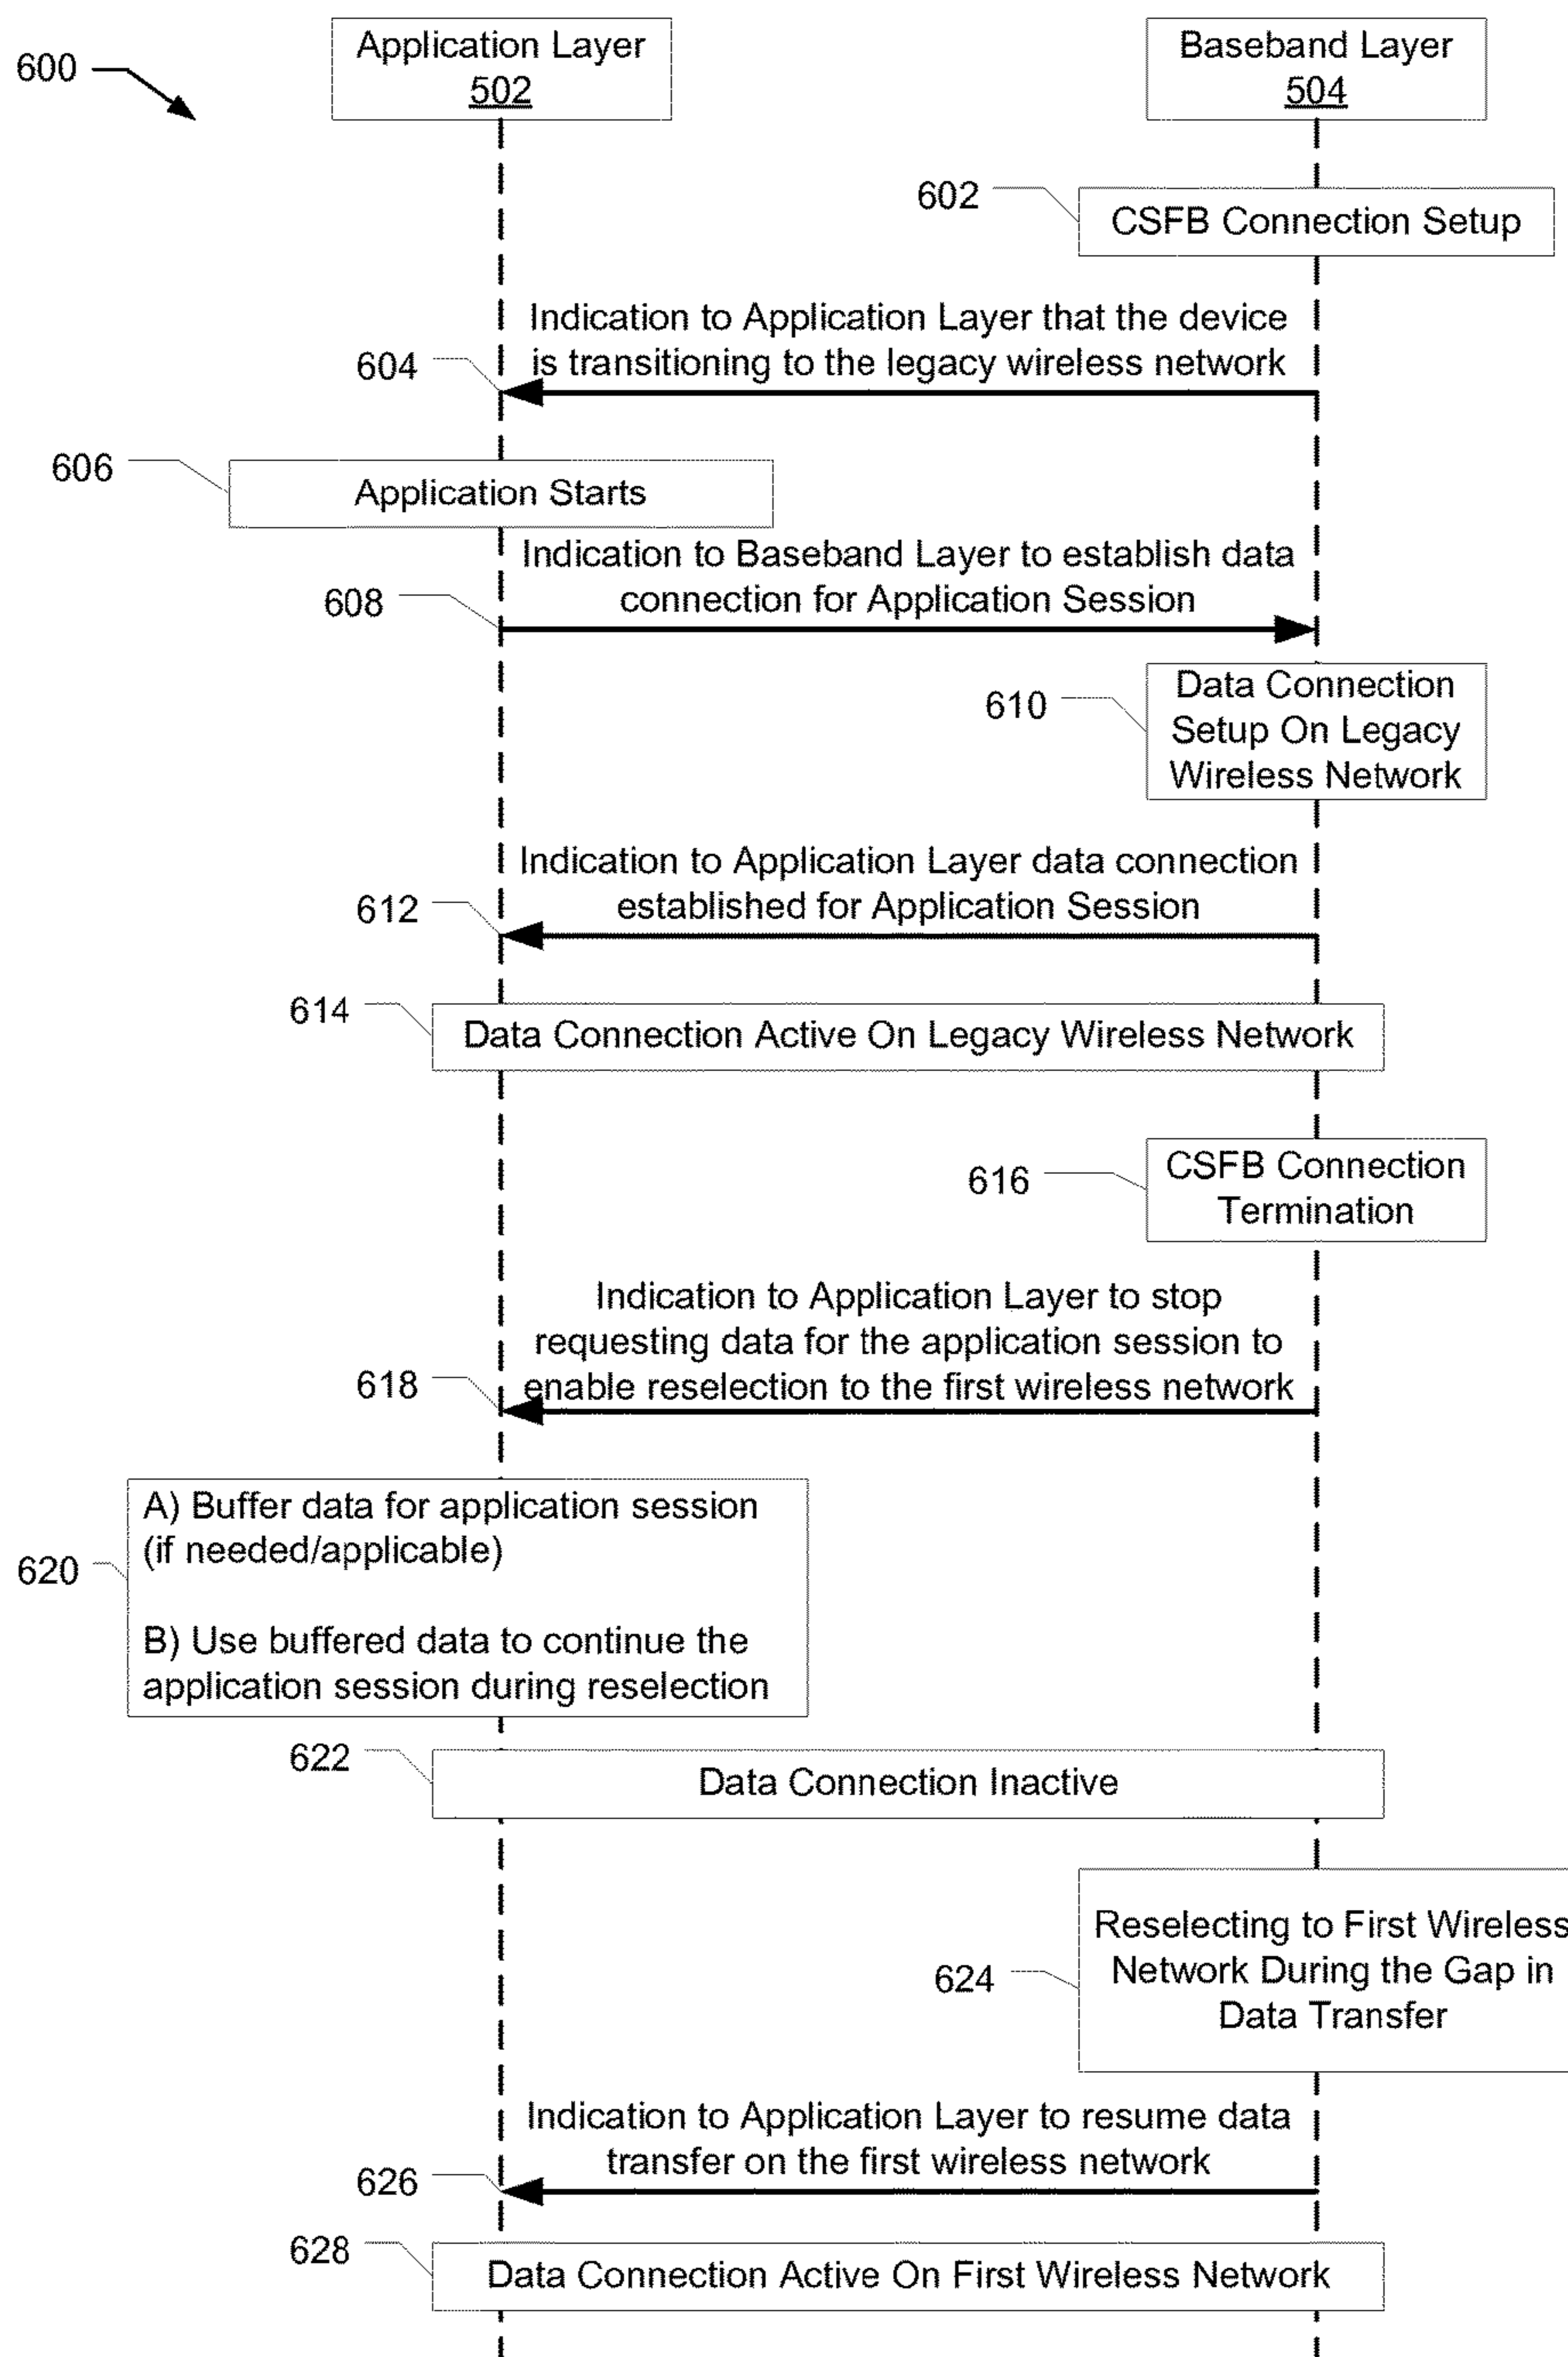 600
Application Layer
502
Baseband Layer
504
602
CSFB Connection Setup
Indication to Application Layer that the device
is transitioning to the legacy wireless network
604
606
Application Starts
Indication to Baseband Layer to establish data
connection for Application Session
608
610
Data Connection
Setup On Legacy
Wireless Network
Indication to Application Layer data connection
established for Application Session
612
614
Data Connection Active On Legacy Wireless Network
616
CSFB Connection
Termination
Indication to Application Layer to stop
requesting data for the application session to
enable reselection to the first wireless network
618
620
A) Buffer data for application session
(if needed/applicable)
B) Use buffered data to continue the
application session during reselection
622
Data Connection Inactive
624
Reselecting to First Wireless
Network During the Gap in
Data Transfer
Indication to Application Layer to resume data
transfer on the first wireless network
626
628
Data Connection Active On First Wireless Network